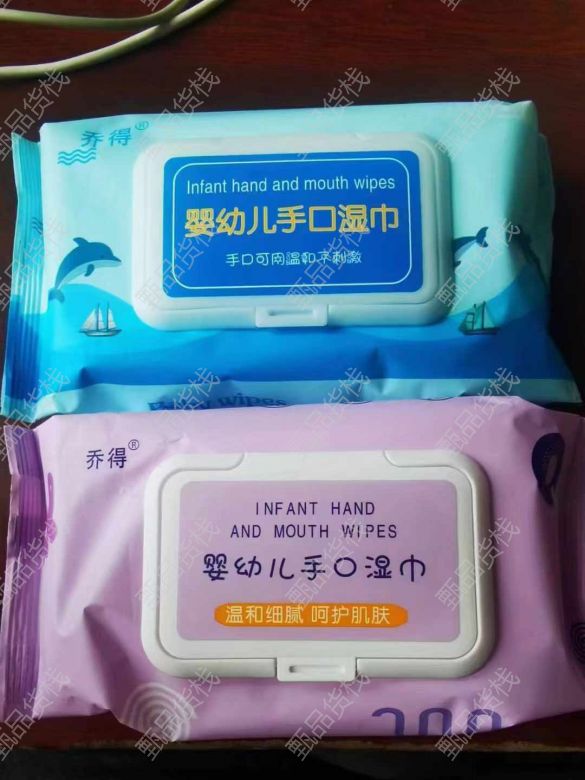 乔得®
Infant hand and mouth wipes
婴幼儿手口湿巾
手口可用温和不刺激
wipes
乔得®
INFANT HAND
AND MOUTH WIPES
婴幼儿手口湿巾
温和细腻 呵护肌肤
甄品货栈